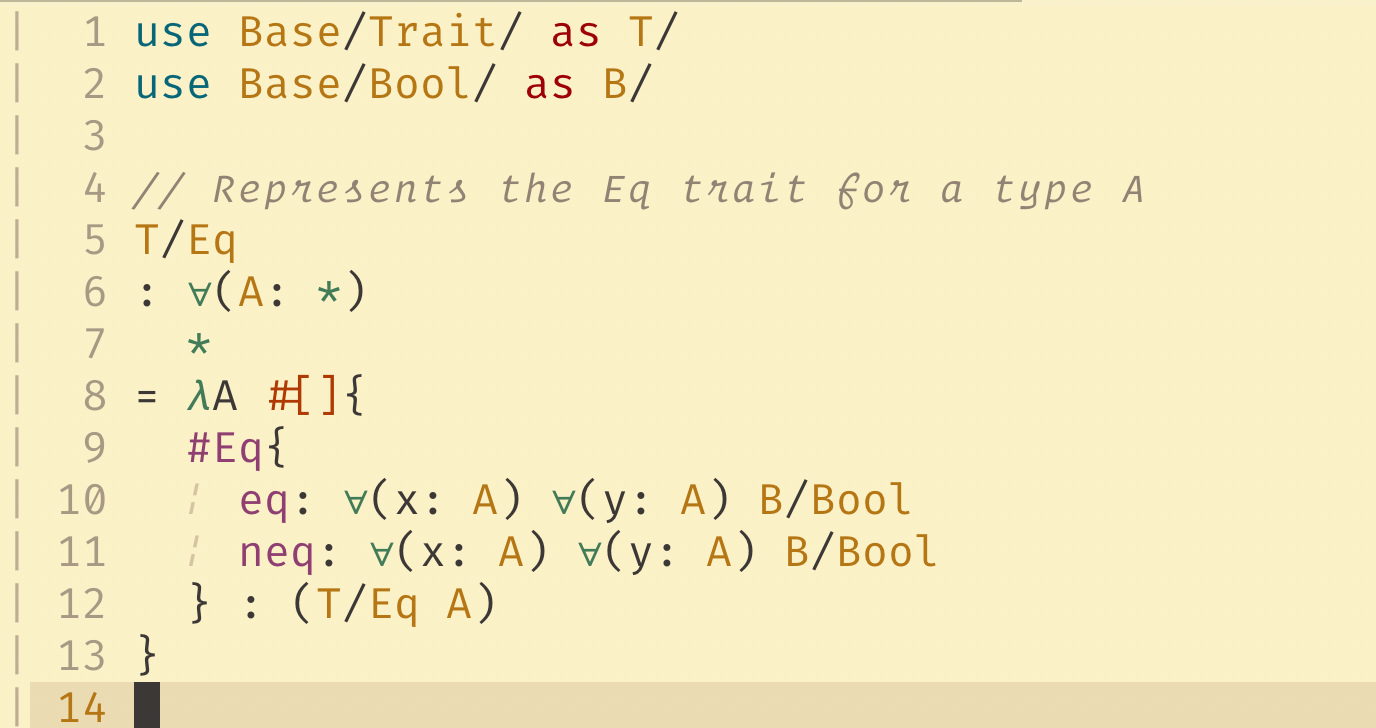 1 use Base/Trait/ as T/
2 use Base/Bool/ as B/
3
4 // Represents the Eq trait for a type A
5 T/Eq
6 : ∀(A: *)
7   *
8 = λA #[]{
9   #Eq{
10 ¦ eq: ∀(x: A) ∀(y: A) B/Bool
11 ¦ neq: ∀(x: A) ∀(y: A) B/Bool
12   } : (T/Eq A)
13 }
14